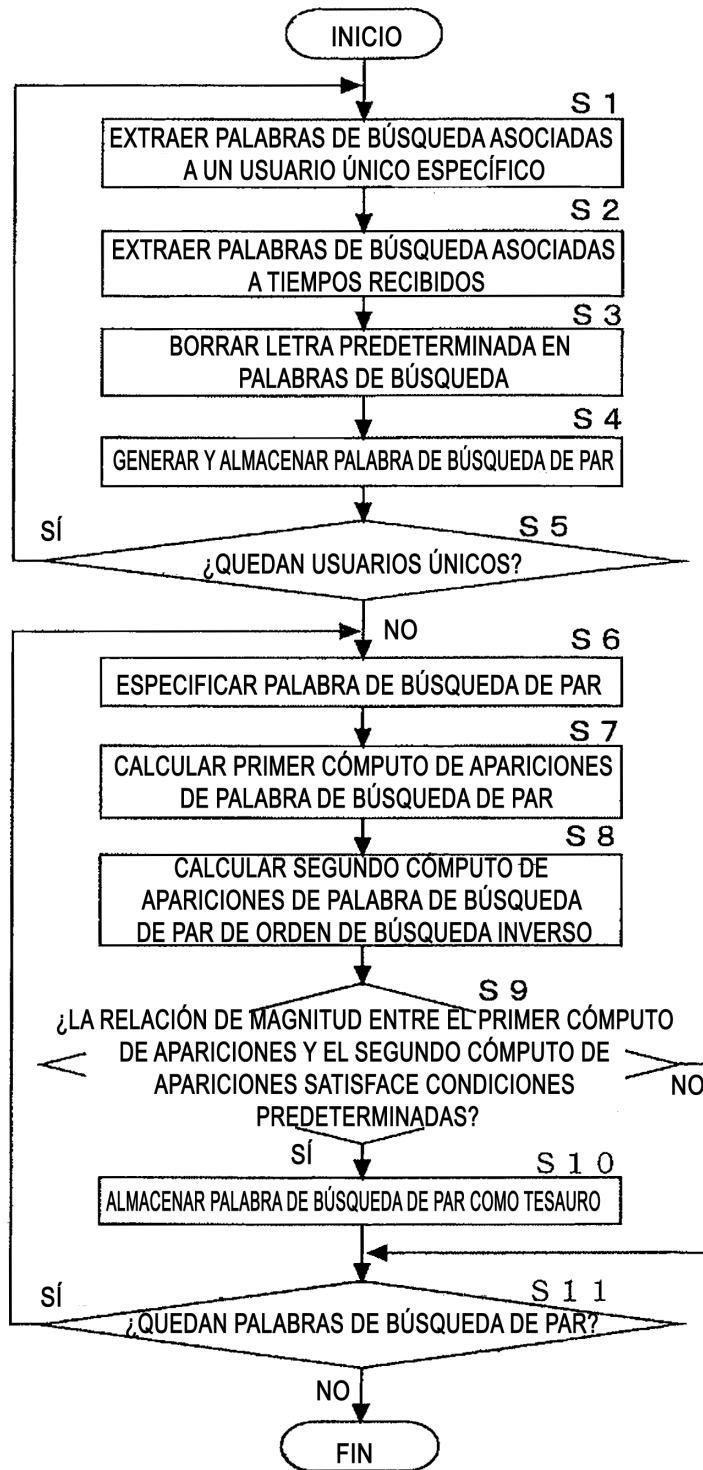 INICIO
S 1
EXTRAER PALABRAS DE BÚSQUEDA ASOCIADAS
A UN USUARIO ÚNICO ESPECÍFICO
S 2
EXTRAER PALABRAS DE BÚSQUEDA ASOCIADAS
A TIEMPOS RECIBIDOS
S 3
BORRAR LETRA PREDETERMINADA EN
PALABRAS DE BÚSQUEDA
S 4
GENERAR Y ALMACENAR PALABRA DE BÚSQUEDA DE PAR
SÍ
S 5
¿QUEDAN USUARIOS ÚNICOS?
NO
S 6
ESPECIFICAR PALABRA DE BÚSQUEDA DE PAR
S 7
CALCULAR PRIMER CÓMPUTO DE APARICIONES
DE PALABRA DE BÚSQUEDA DE PAR
S 8
CALCULAR SEGUNDO CÓMPUTO DE
APARICIONES DE PALABRA DE BÚSQUEDA
DE PAR DE ORDEN DE BÚSQUEDA INVERSO
S 9
¿LA RELACIÓN DE MAGNITUD ENTRE EL PRIMER CÓMPUTO
DE APARICIONES Y EL SEGUNDO CÓMPUTO DE
APARICIONES SATISFACE CONDICIONES
PREDETERMINADAS?
NO
SÍ
S 1 0
ALMACENAR PALABRA DE BÚSQUEDA DE PAR COMO TESAURO
SÍ
S 1 1
¿QUEDAN PALABRAS DE BÚSQUEDA DE PAR?
NO
FIN